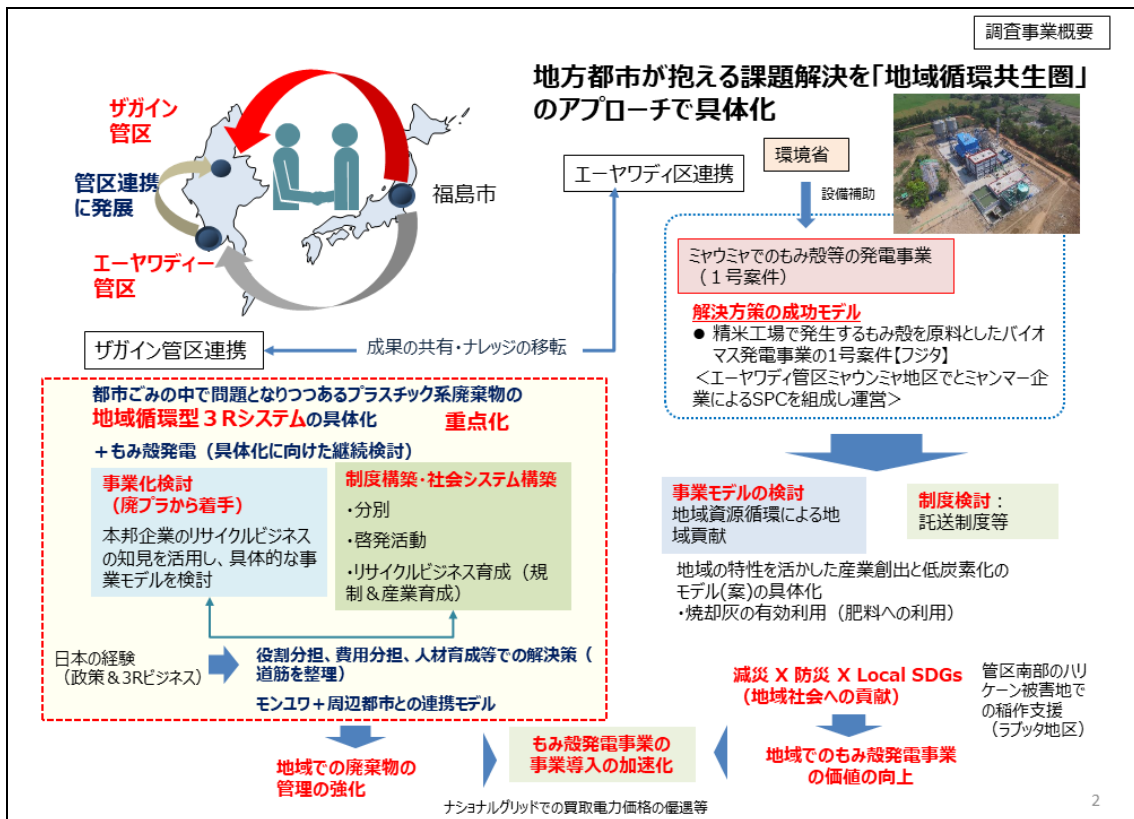 調査事業概要
地方都市が抱える課題解決を「地域循環共生圏」
のアプローチで具体化
ザガイン
管区
管区連携
に発展
エーヤワディー
管区
福島市
エーヤワディ区連携
環境省
設備補助
ミャウミャでのもみ殻等の発電事業
（１号案件）
解決方策の成功モデル
● 精米工場で発生するもみ殻を原料としたバイオ
マス発電事業の1号案件【フジタ】
＜エーヤワディ管区ミャウンミャ地区でとミャンマー企
業によるSPCを組成し運営＞
ザガイン管区連携
成果の共有・ナレッジの移転
都市ごみの中で問題となりつつあるプラスチック系廃棄物の
地域循環型３Rシステムの具体化
重点化
＋もみ殻発電（具体化に向けた継続検討）
事業化検討
（廃プラから着手）
本邦企業のリサイクルビジネス
の知見を活用し、具体的な事
業モデルを検討
制度構築・社会システム構築
・分別
・啓発活動
・リサイクルビジネス育成（規
制＆産業育成）
日本の経験
（政策＆3Rビジネス）
役割分担、費用分担、人材育成等での解決策（
道筋を整理）
モンユワ＋周辺都市との連携モデル
事業モデルの検討
地域資源循環による地
域貢献
制度検討：
託送制度等
地域の特性を活かした産業創出と低炭素化の
モデル(案)の具体化
・焼却灰の有効利用（肥料への利用）
減災 X 防災 X Local SDGs
（地域社会への貢献）
管区南部のハリ
ケーン被害地で
の稲作支援
（ラブッタ地区）
地域での廃棄物の
管理の強化
もみ殻発電事業の
事業導入の加速化
地域でのもみ殻発電事業
の価値の向上
ナショナルグリッドでの買取電力価格の優遇等
2